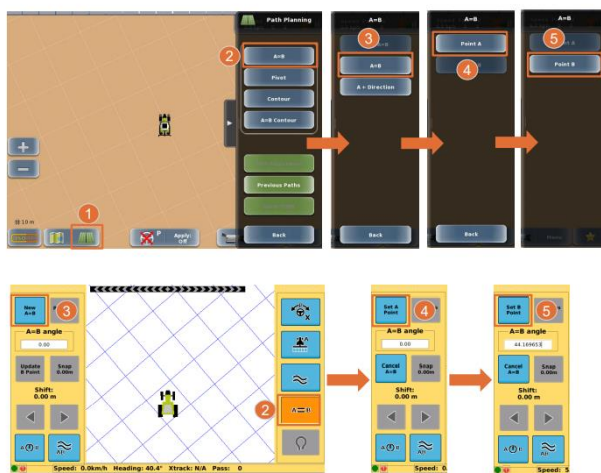 Path Planning
2
A=B
Pivot
Contour
A=B Contour
Previous Paths
Back
10 m
1
P
Apply:
Off
A=B
3
A=B
A + Direction
Back
A=B
Point A
4
Back
A=B
5
Point B
New
A=B
3
A=B angle
0.00
Update
B Point
Snap
0.00m
Shift:
0.00 m
A
B
2
A=B
Speed: 0.0km/h Heading: 40.4° Xtrack: N/A Pass: 0
Set A
Point
4
A=B angle
0.00
Cancel
A=B
Snap
0.00m
Shift:
0.00 m
Speed: 0.
Set B
Point
5
A=B angle
Cancel
A=B
Snap
0.00m
Shift:
0.00 m
Speed: 5